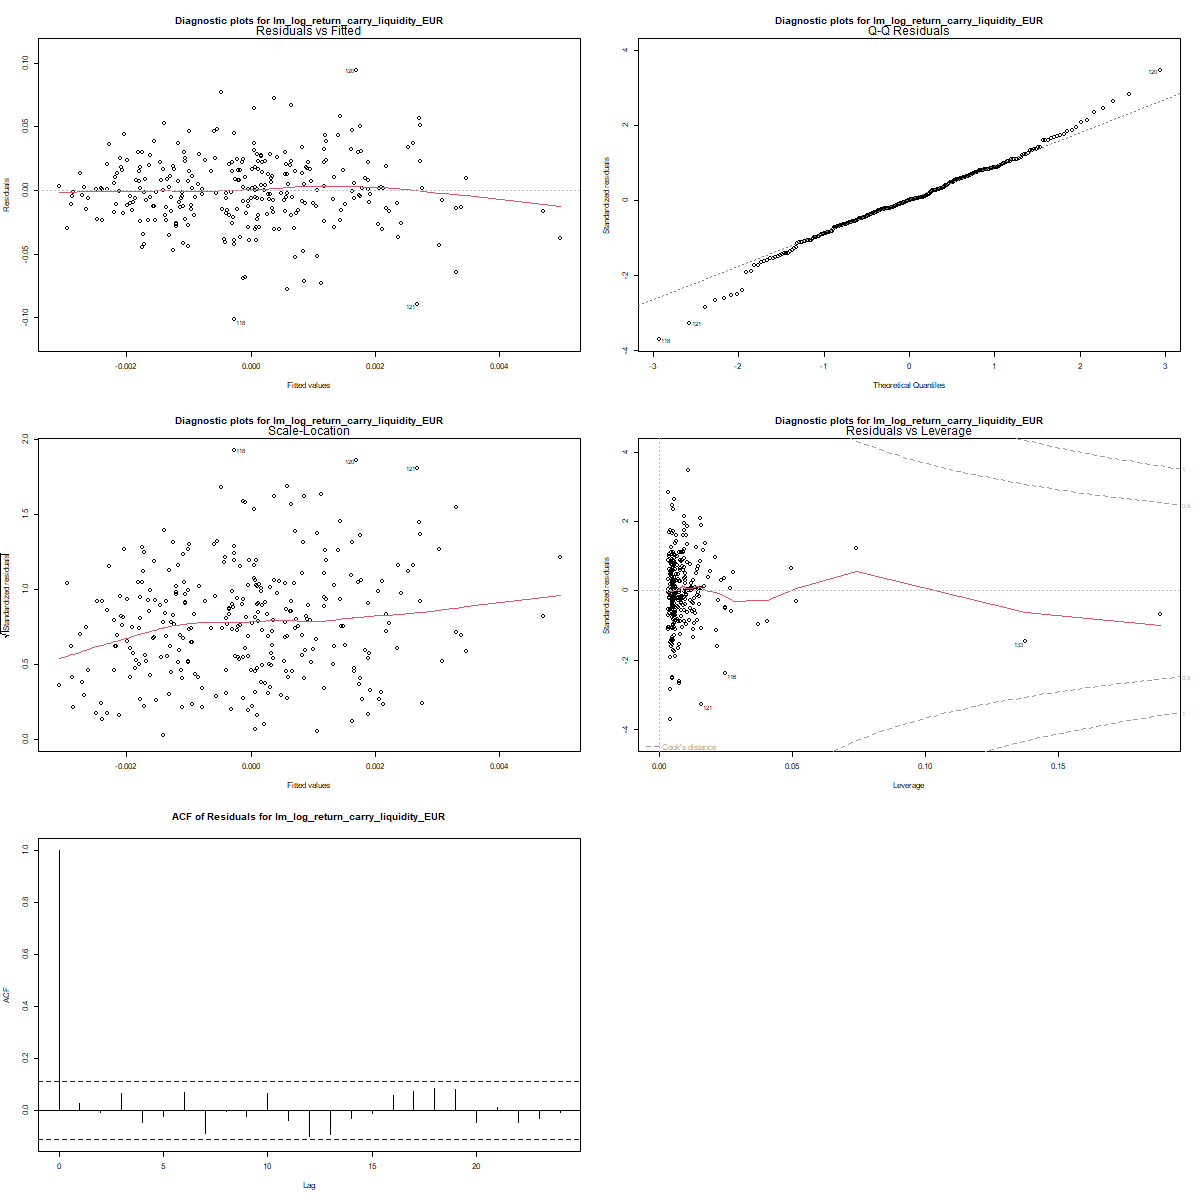 Diagnostic plots for lm_log_return_carry_liquidity_EUR
Residuals vs Fitted
Residuals
0.10
0.05
0.00
-0.05
-0.10
120
121
118
-0.002 0.000 0.002 0.004
Fitted values
Diagnostic plots for lm_log_return_carry_liquidity_EUR
Q-Q Residuals
Standardized residuals
4
2
0
-2
-4
120
121
118
-3 -2 -1 0 1 2 3
Theoretical Quantiles
Diagnostic plots for lm_log_return_carry_liquidity_EUR
Scale-Location
√|Standardized residuals|
2.0
1.5
1.0
0.5
0.0
118
120
121
-0.002 0.000 0.002 0.004
Fitted values
Diagnostic plots for lm_log_return_carry_liquidity_EUR
Residuals vs Leverage
Standardized residuals
4
2
0
-2
-4
1
0.5
0.5
1
133
116
121
Cook's distance
0.00 0.05 0.10 0.15
Leverage
ACF of Residuals for lm_log_return_carry_liquidity_EUR
ACF
1.0
0.8
0.6
0.4
0.2
0.0
0 5 10 15 20
Lag